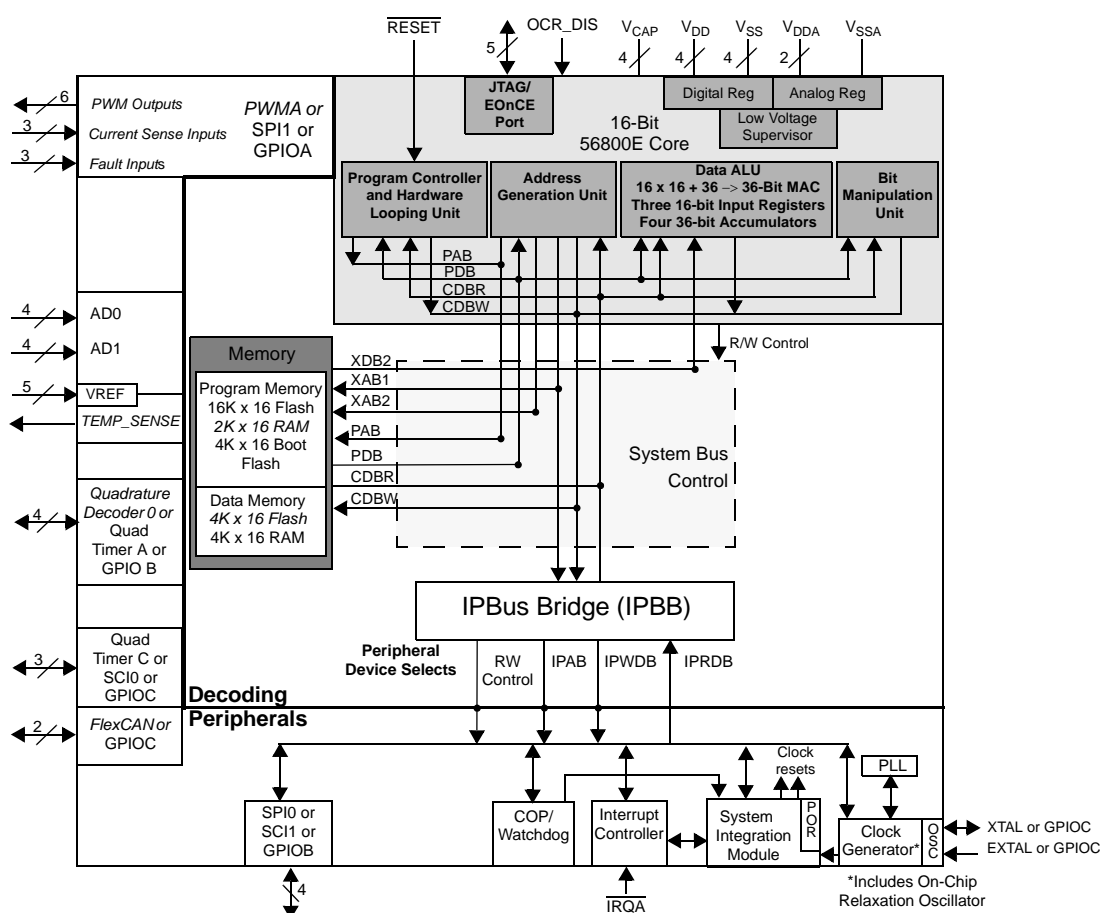 RESET
5
OCR_DIS
VCAP
VDD
VSS
VDDA
VSSA
4
4
4
2
6
PWM Outputs
3
Current Sense Inputs
3
Fault Inputs
PWMA or
SPI1 or
GPIOA
JTAG/
EOnCE
Port
16-Bit
56800E Core
Digital Reg
Analog Reg
Low Voltage
Supervisor
Program Controller
and Hardware
Looping Unit
Address
Generation Unit
Data ALU
16 x 16 + 36 –> 36-Bit MAC
Three 16-bit Input Registers
Four 36-bit Accumulators
Bit
Manipulation
Unit
PAB
PDB
CDBR
CDBW
R/W Control
4
AD0
4
AD1
5
VREF
TEMP_SENSE
Memory
Program Memory
16K x 16 Flash
2K x 16 RAM
4K x 16 Boot
Flash
Data Memory
4K x 16 Flash
4K x 16 RAM
XDB2
XAB1
XAB2
PAB
PDB
CDBR
CDBW
System Bus
Control
4
Quadrature
Decoder 0 or
Quad
Timer A or
GPIO B
IPBus Bridge (IPBB)
3
Quad
Timer C or
SCI0 or
GPIOC
Peripheral
Device Selects
RW
Control
IPAB
IPWDB
IPRDB
Decoding
Peripherals
2
FlexCAN or
GPIOC
Clock
resets
PLL
SPI0 or
SCI1 or
GPIOB
4
COP/
Watchdog
Interrupt
Controller
System
Integration
Module
POR
Clock
Generator*
OSC
XTAL or GPIOC
EXTAL or GPIOC
*Includes On-Chip
Relaxation Oscillator
IRQA